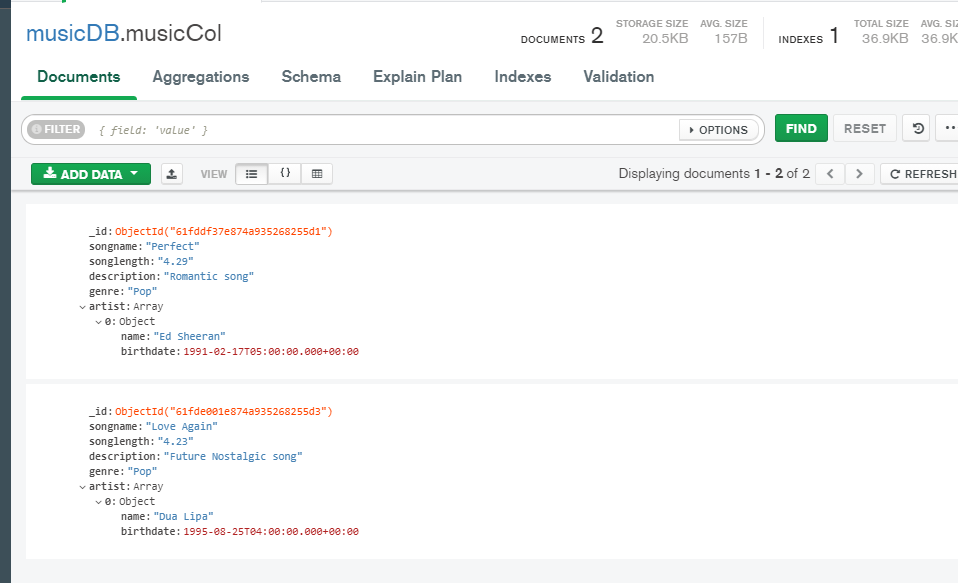 musicDB.musicCol
DOCUMENTS 2 STORAGE SIZE 20.5KB AVG. SIZE 157B INDEXES 1 TOTAL SIZE 36.9KB AVG. 36.9K
Documents Aggregations Schema Explain Plan Indexes Validation
FILTER { field: 'value' } OPTIONS FIND RESET
ADD DATA VIEW {} Displaying documents 1 - 2 of 2 REFRESH
_id: ObjectId("61fddf37e874a935268255d1")
songname: "Perfect"
songlength: "4.29"
description: "Romantic song"
genre: "Pop"
artist: Array
0: Object
name: "Ed Sheeran"
birthdate: 1991-02-17T05:00:00.000+00:00
_id: ObjectId("61fde001e874a935268255d3")
songname: "Love Again"
songlength: "4.23"
description: "Future Nostalgic song"
genre: "Pop"
artist: Array
0: Object
name: "Dua Lipa"
birthdate: 1995-08-25T04:00:00.000+00:00